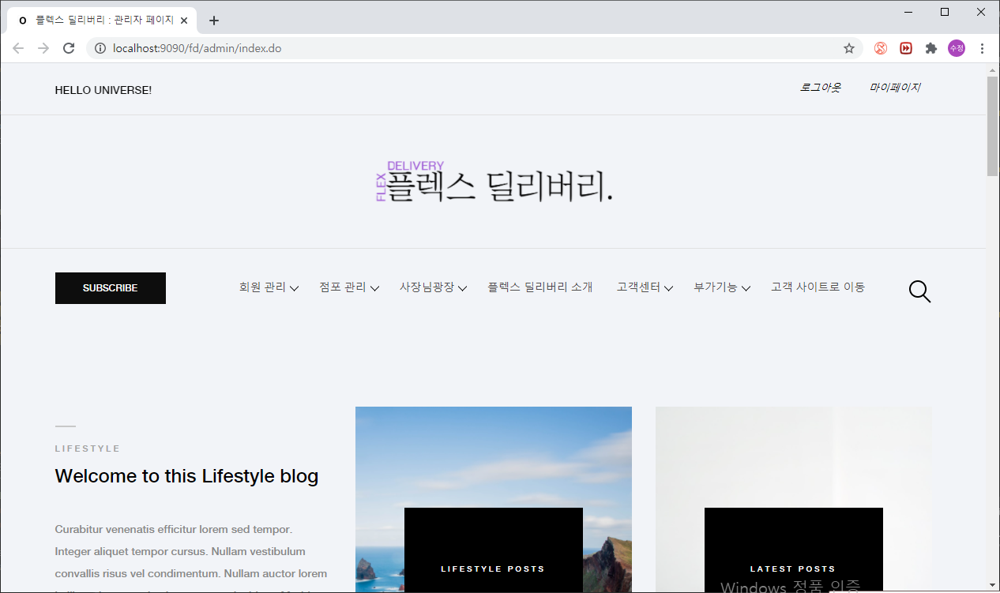 플렉스 딜리버리 : 관리자 페이지
localhost:9090/fd/admin/index.do
수정
HELLO UNIVERSE!
로그아웃 마이페이지
DELIVERY
FLEX
플렉스 딜리버리.
SUBSCRIBE 회원 관리 점포 관리 사장님광장 플렉스 딜리버리 소개 고객센터 부가기능 고객 사이트로 이동
LIFESTYLE
Welcome to this Lifestyle blog
Curabitur venenatis efficitur lorem sed tempor.
Integer aliquet tempor cursus. Nullam vestibulum
convallis risus vel condimentum. Nullam auctor lorem
LIFESTYLE POSTS
LATEST POSTS
Windows 정품 인증